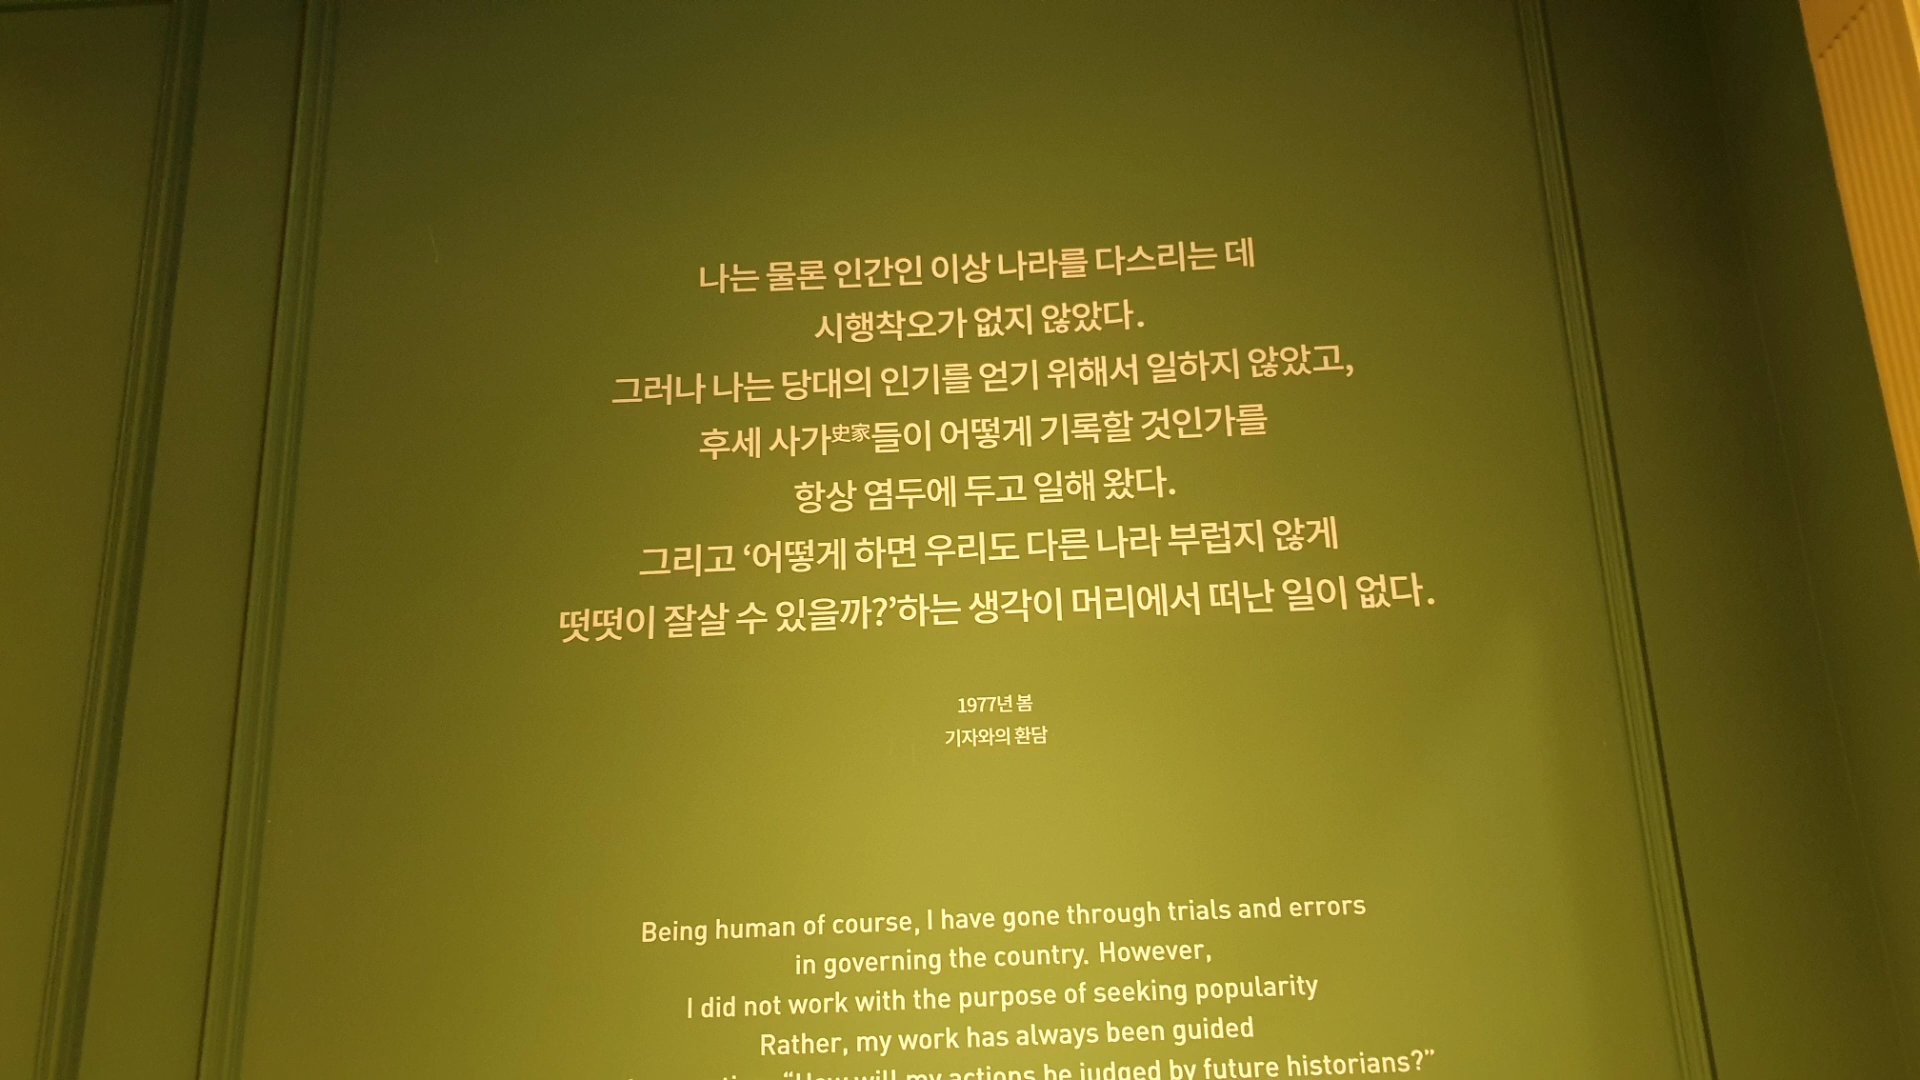 나는 물론 인간인 이상 나라를 다스리는 데
시행착오가 없지 않았다.
그러나 나는 당대의 인기를 얻기 위해서 일하지 않았고,
후세 사가史家들이 어떻게 기록할 것인가를
항상 염두에 두고 일해 왔다.
그리고 ‘어떻게 하면 우리도 다른 나라 부럽지 않게
떳떳이 잘살 수 있을까?’하는 생각이 머리에서 떠난 일이 없다.
1977년 봄
기자와의 환담
Being human of course, I have gone through trials and errors
in governing the country. However,
I did not work with the purpose of seeking popularity
Rather, my work has always been guided
“How will my actions be judged by future historians?”